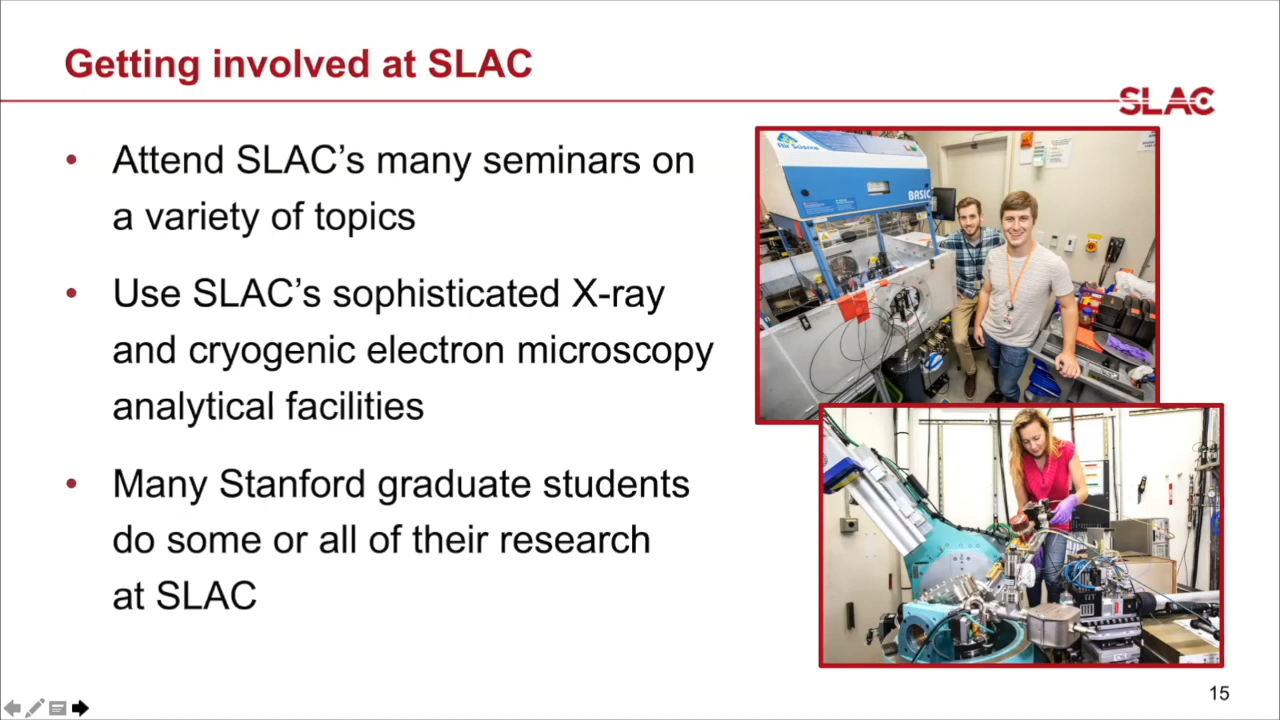 Getting involved at SLAC
SLAC
• Attend SLAC’s many seminars on
a variety of topics
• Use SLAC’s sophisticated X-ray
and cryogenic electron microscopy
analytical facilities
• Many Stanford graduate students
do some or all of their research
at SLAC
Air Science
BASIC
15